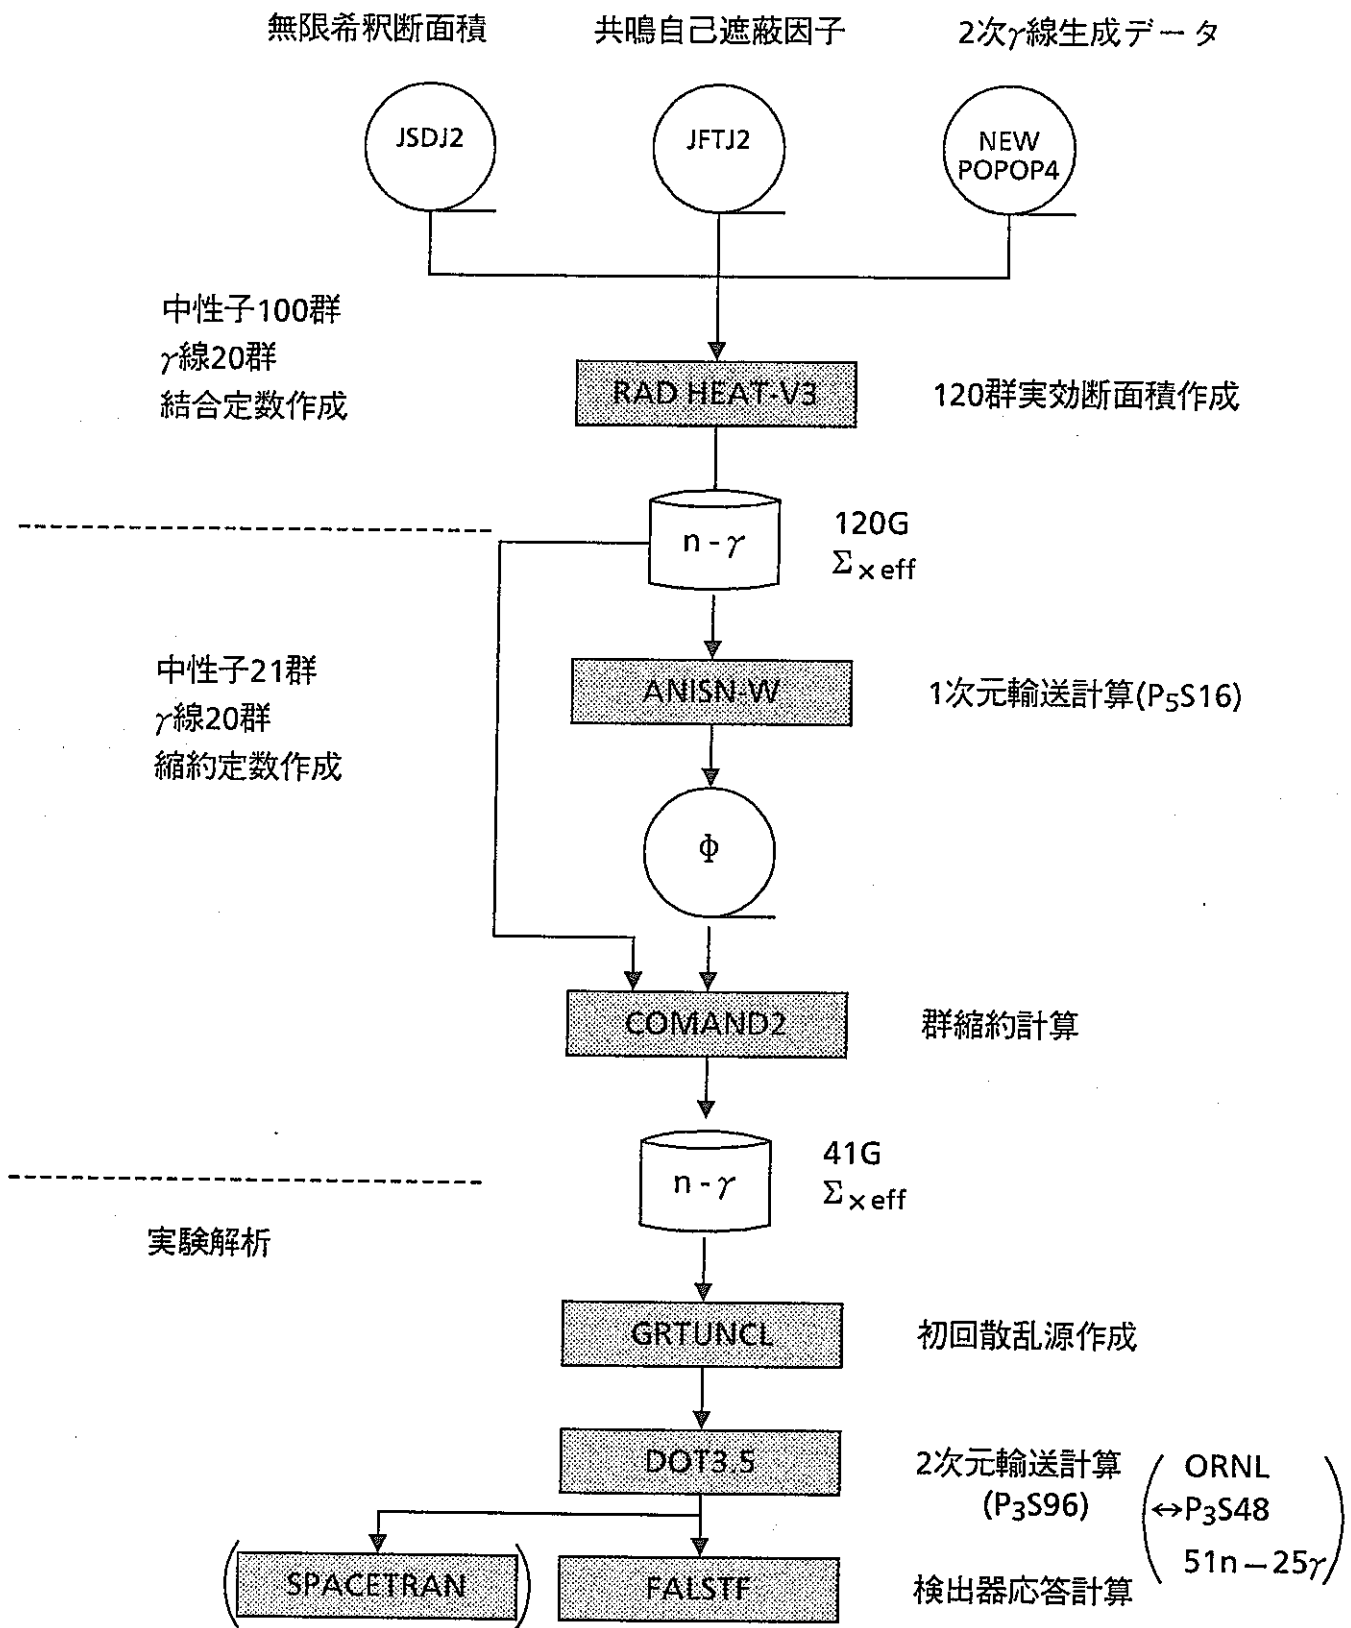 無限希釈断面積
共鳴自己遮蔽因子
2次γ線生成データ
JSDJ2
JFTJ2
NEW
POPOP4
中性子100群
γ線20群
結合定数作成
RAD HEAT-V3
120群実効断面積作成
n - γ
120G
Σ×eff
中性子21群
γ線20群
縮約定数作成
ANISN-W
1次元輸送計算(P5S16)
Φ
COMAND2
群縮約計算
n - γ
41G
Σ×eff
実験解析
GRTUNCL
初回散乱源作成
DOT3.5
2次元輸送計算
(P3S96)
ORNL
↔P3S48
51n−25γ
(SPACETRAN)
FALSTF
検出器応答計算